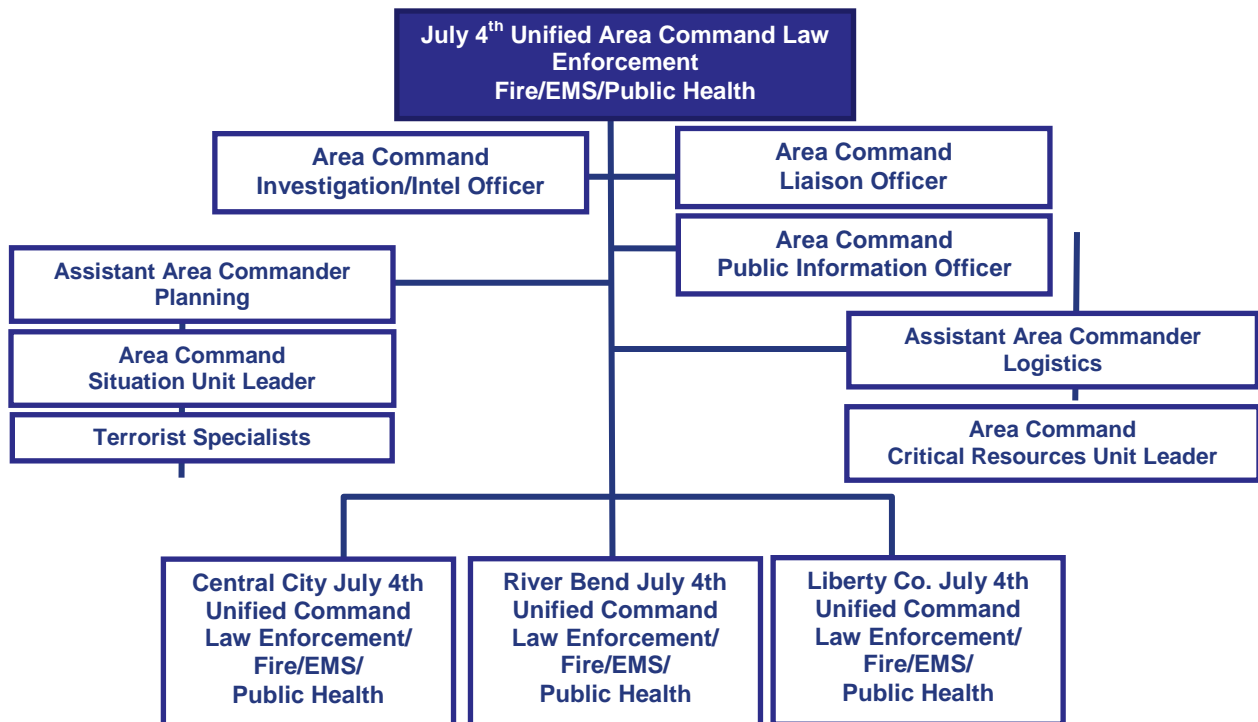 July 4th Unified Area Command Law
Enforcement
Fire/EMS/Public Health
Area Command
Investigation/Intel Officer
Area Command
Liaison Officer
Area Command
Public Information Officer
Assistant Area Commander
Planning
Area Command
Situation Unit Leader
Terrorist Specialists
Assistant Area Commander
Logistics
Area Command
Critical Resources Unit Leader
Central City July 4th
Unified Command
Law Enforcement/
Fire/EMS/
Public Health
River Bend July 4th
Unified Command
Law Enforcement/
Fire/EMS/
Public Health
Liberty Co. July 4th
Unified Command
Law Enforcement/
Fire/EMS/
Public Health